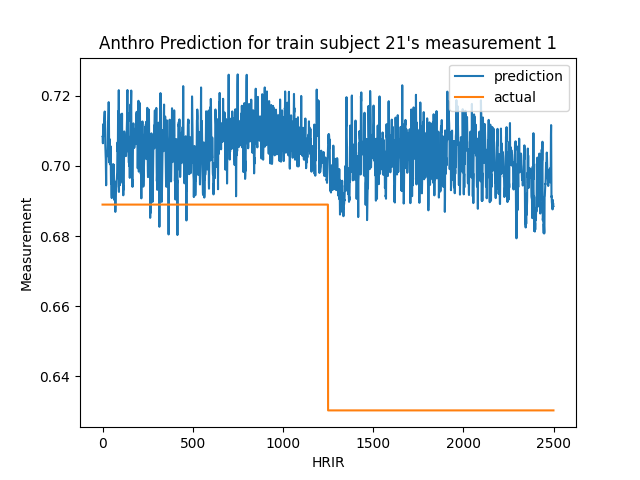 Anthro Prediction for train subject 21's measurement 1
prediction
actual
0.72
0.70
0.68
0.66
0.64
Measurement
0
500
1000
1500
2000
2500
HRIR